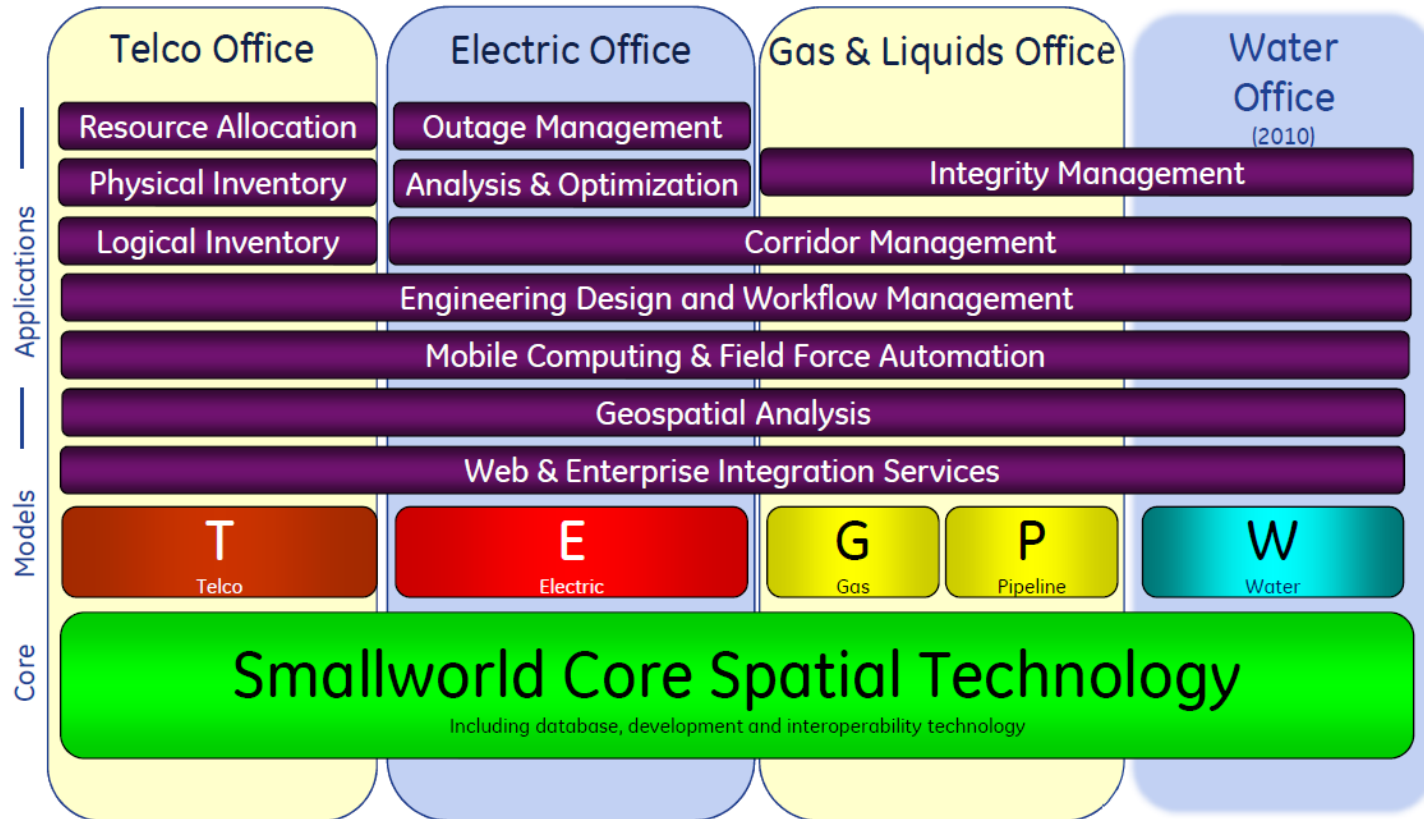 Telco Office
Electric Office
Gas & Liquids Office
Water
Office
(2010)
Applications
Resource Allocation
Outage Management
Physical Inventory
Analysis & Optimization
Integrity Management
Logical Inventory
Corridor Management
Engineering Design and Workflow Management
Mobile Computing & Field Force Automation
Geospatial Analysis
Web & Enterprise Integration Services
Models
T
Telco
E
Electric
G
Gas
P
Pipeline
W
Water
Core
Smallworld Core Spatial Technology
Including database, development and interoperability technology